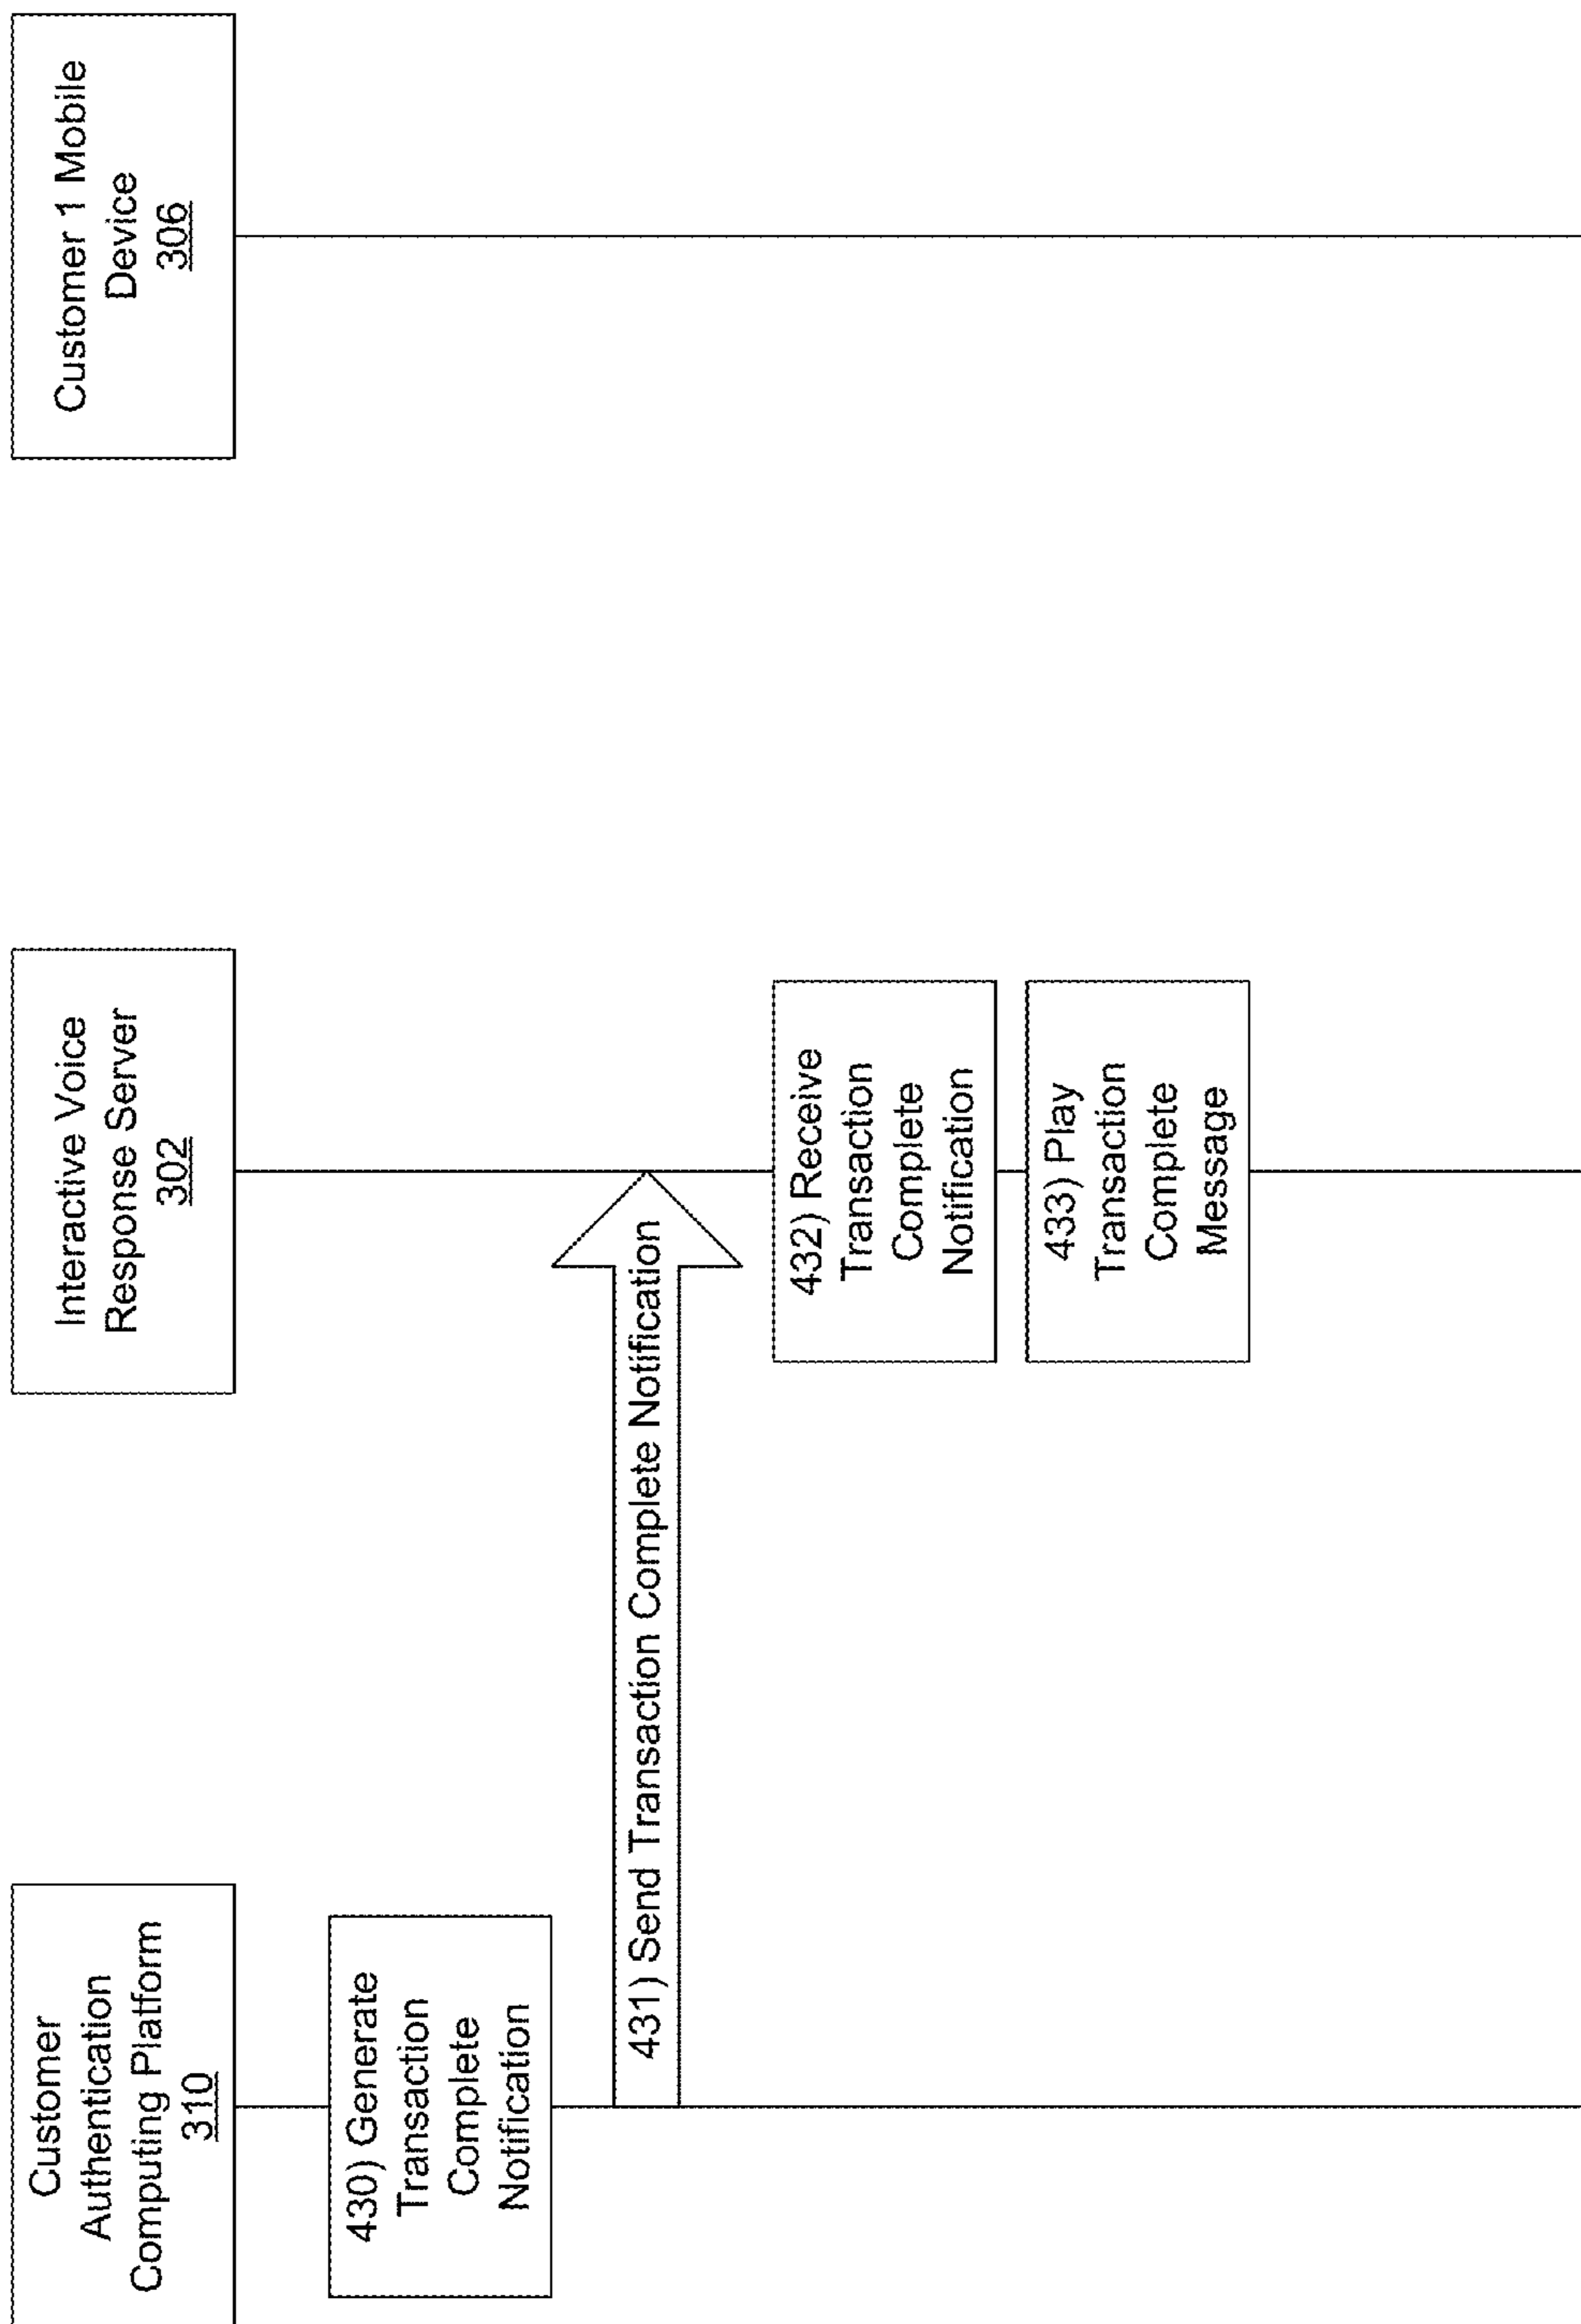 Customer
Authentication
Computing Platform
310
Interactive Voice
Response Server
302
Customer 1 Mobile
Device
306
430) Generate
Transaction
Complete
Notification
431) Send Transaction Complete Notification
432) Receive
Transaction
Complete
Notification
433) Play
Transaction
Complete
Message